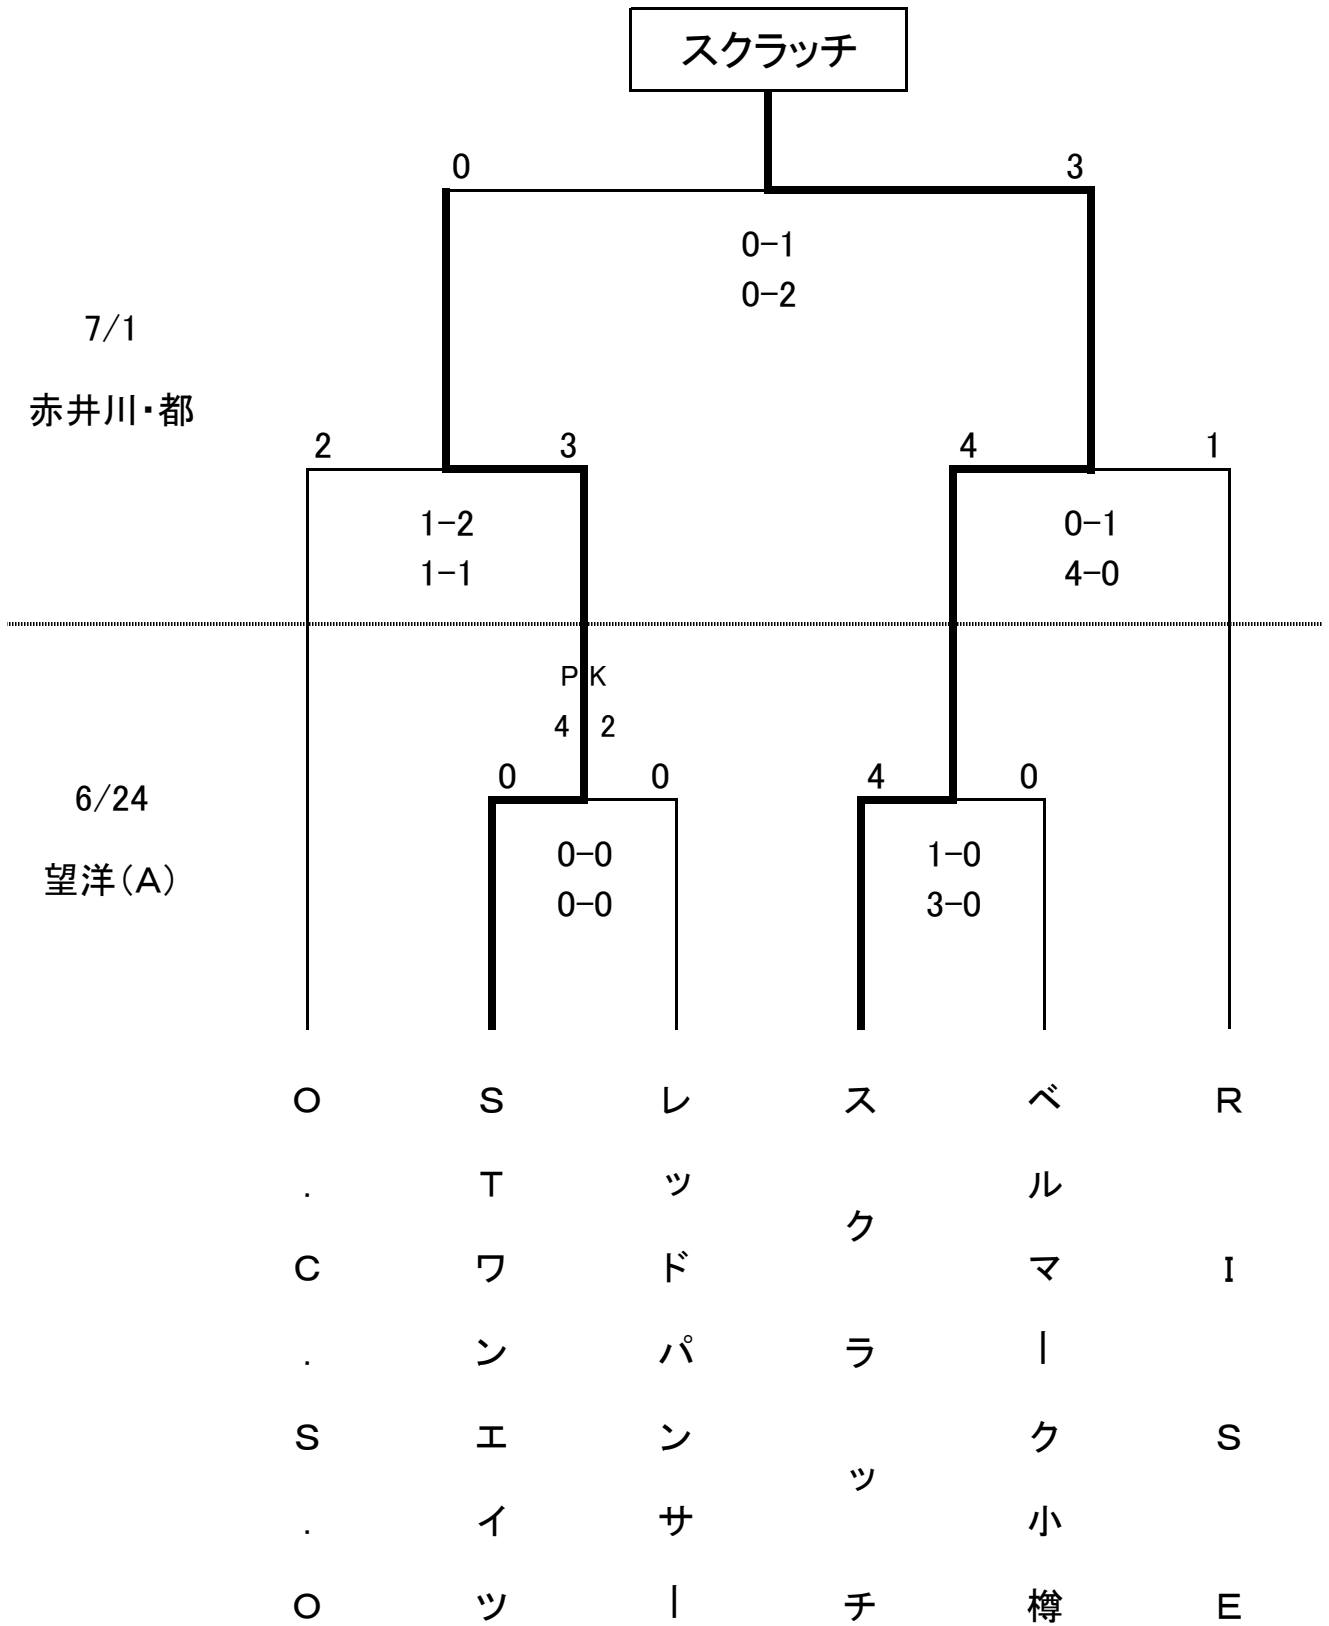 スクラッチ
0 3
0-1
0-2
7/1
赤井川・都
2 3 4 1
1-2 0-1
1-1 4-0
PK
4 2
0 0 4 0
6/24
0-0 1-0
望洋(A)
0-0 3-0
O.C.S.O
STワンエイツ
レッドパンサー
スクラッチ
ベルマーク小樽
RISE